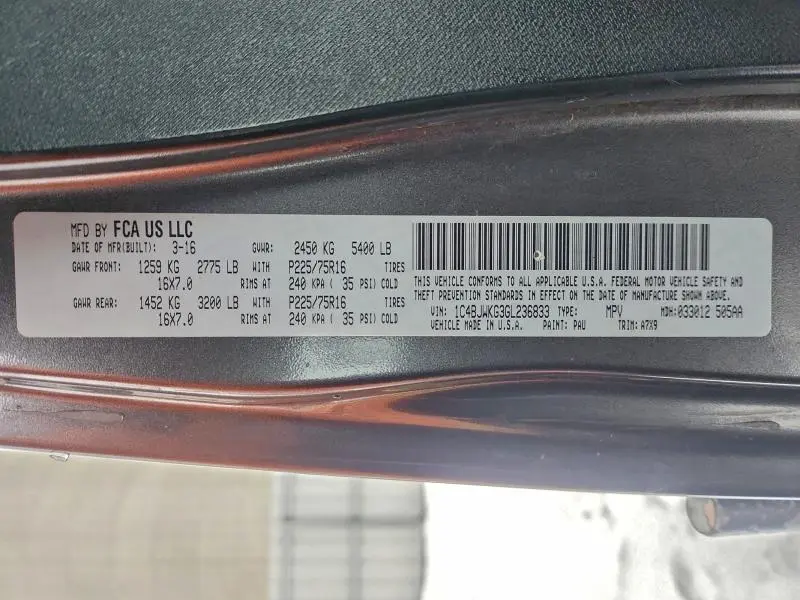 MFD BY FCA US LLC
DATE OF MFR(BUILT): 3-16 GVWR: 2450 KG 5400 LB
GAWR FRONT: 1259 KG 2775 LB WITH P225/75R16 TIRES
16X7.0 RIMS AT 240 KPA ( 35 PSI) COLD
GAWR REAR: 1452 KG 3200 LB WITH P225/75R16 TIRES
16X7.0 RIMS AT 240 KPA ( 35 PSI) COLD
THIS VEHICLE CONFORMS TO ALL APPLICABLE U.S.A. FEDERAL MOTOR VEHICLE SAFETY AND
THEFT PREVENTION STANDARDS IN EFFECT ON THE DATE OF MANUFACTURE SHOWN ABOVE.
VIN: 1C4BJWKG3GL236833 TYPE: MPV MDH:033012 505AA
VEHICLE MADE IN U.S.A. PAINT: PAU TRIM: A7X9